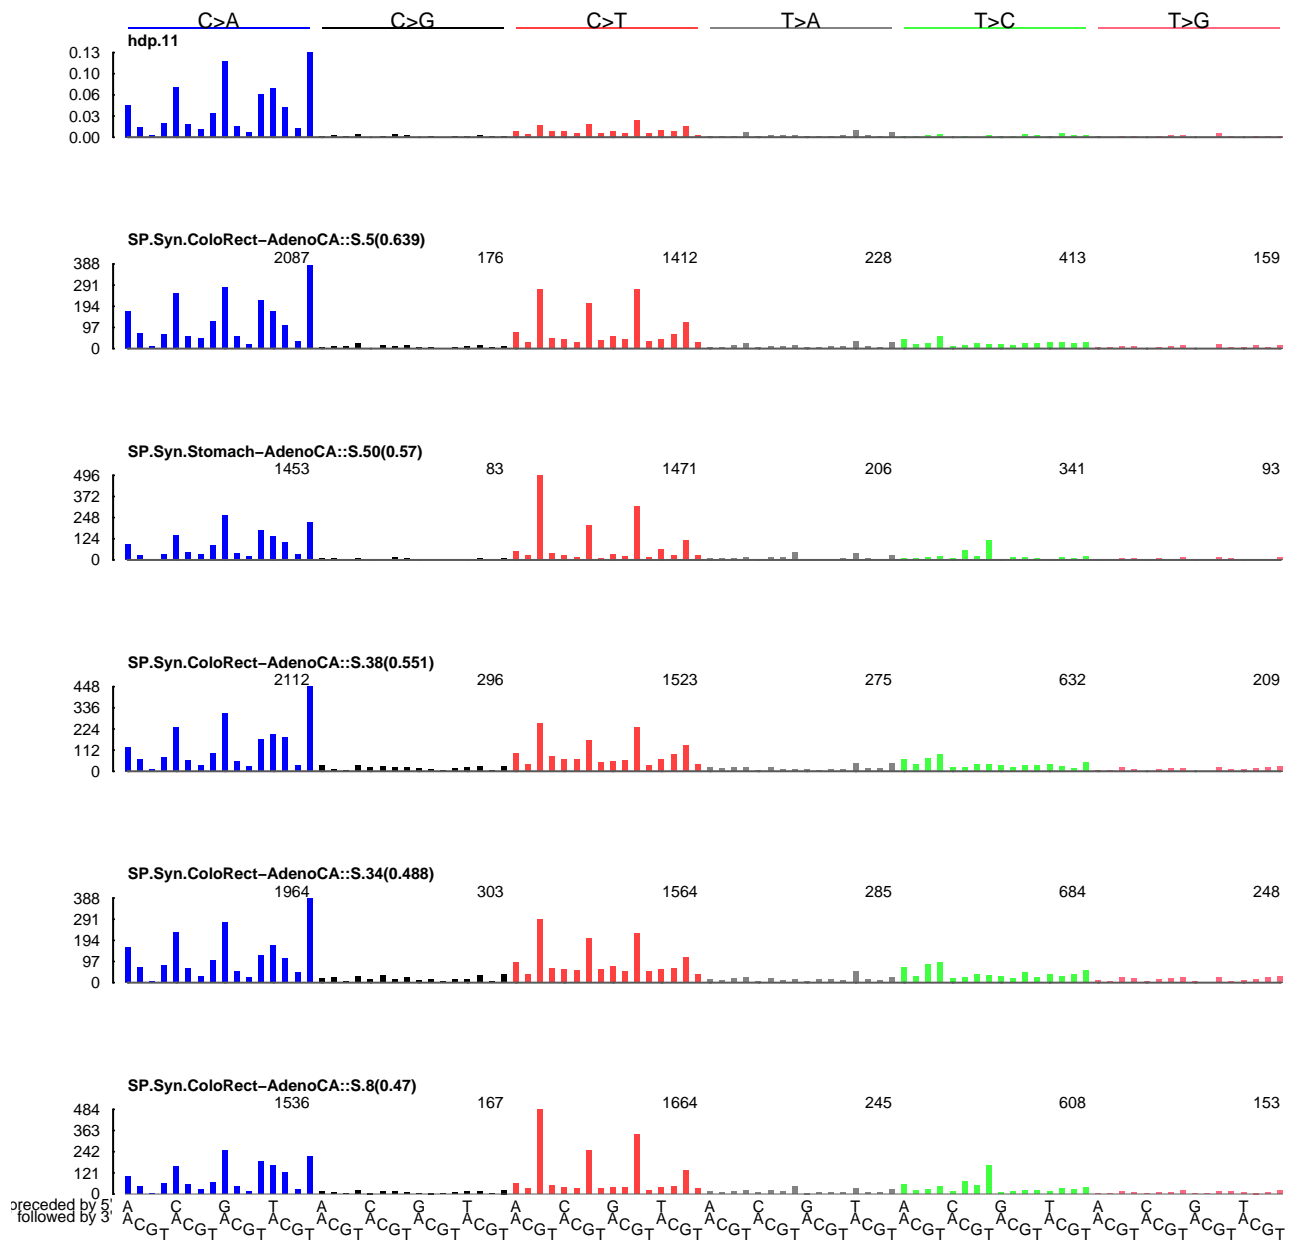 C>A C>G C>T T>A T>C T>G
hdp.11
0.13
0.10
0.06
0.03
0.00
SP.Syn.ColoRect−AdenoCA::S.5(0.639)
2087 176 1412 228 413 159
388
291
194
97
0
SP.Syn.Stomach−AdenoCA::S.50(0.57)
1453 83 1471 206 341 93
496
372
248
124
0
SP.Syn.ColoRect−AdenoCA::S.38(0.551)
2112 296 1523 275 632 209
448
336
224
112
0
SP.Syn.ColoRect−AdenoCA::S.34(0.488)
1964 303 1564 285 684 248
388
291
194
97
0
SP.Syn.ColoRect−AdenoCA::S.8(0.47)
1536 167 1664 245 608 153
484
363
242
121
0
preceded by 5' A C G T A C G T A C G T A C G T A C G T A C G T
followed by 3' A C G T A C G T A C G T A C G T A C G T A C G T A C G T A C G T A C G T A C G T A C G T A C G T A C G T A C G T A C G T A C G T A C G T A C G T A C G T A C G T A C G T A C G T A C G T A C G T